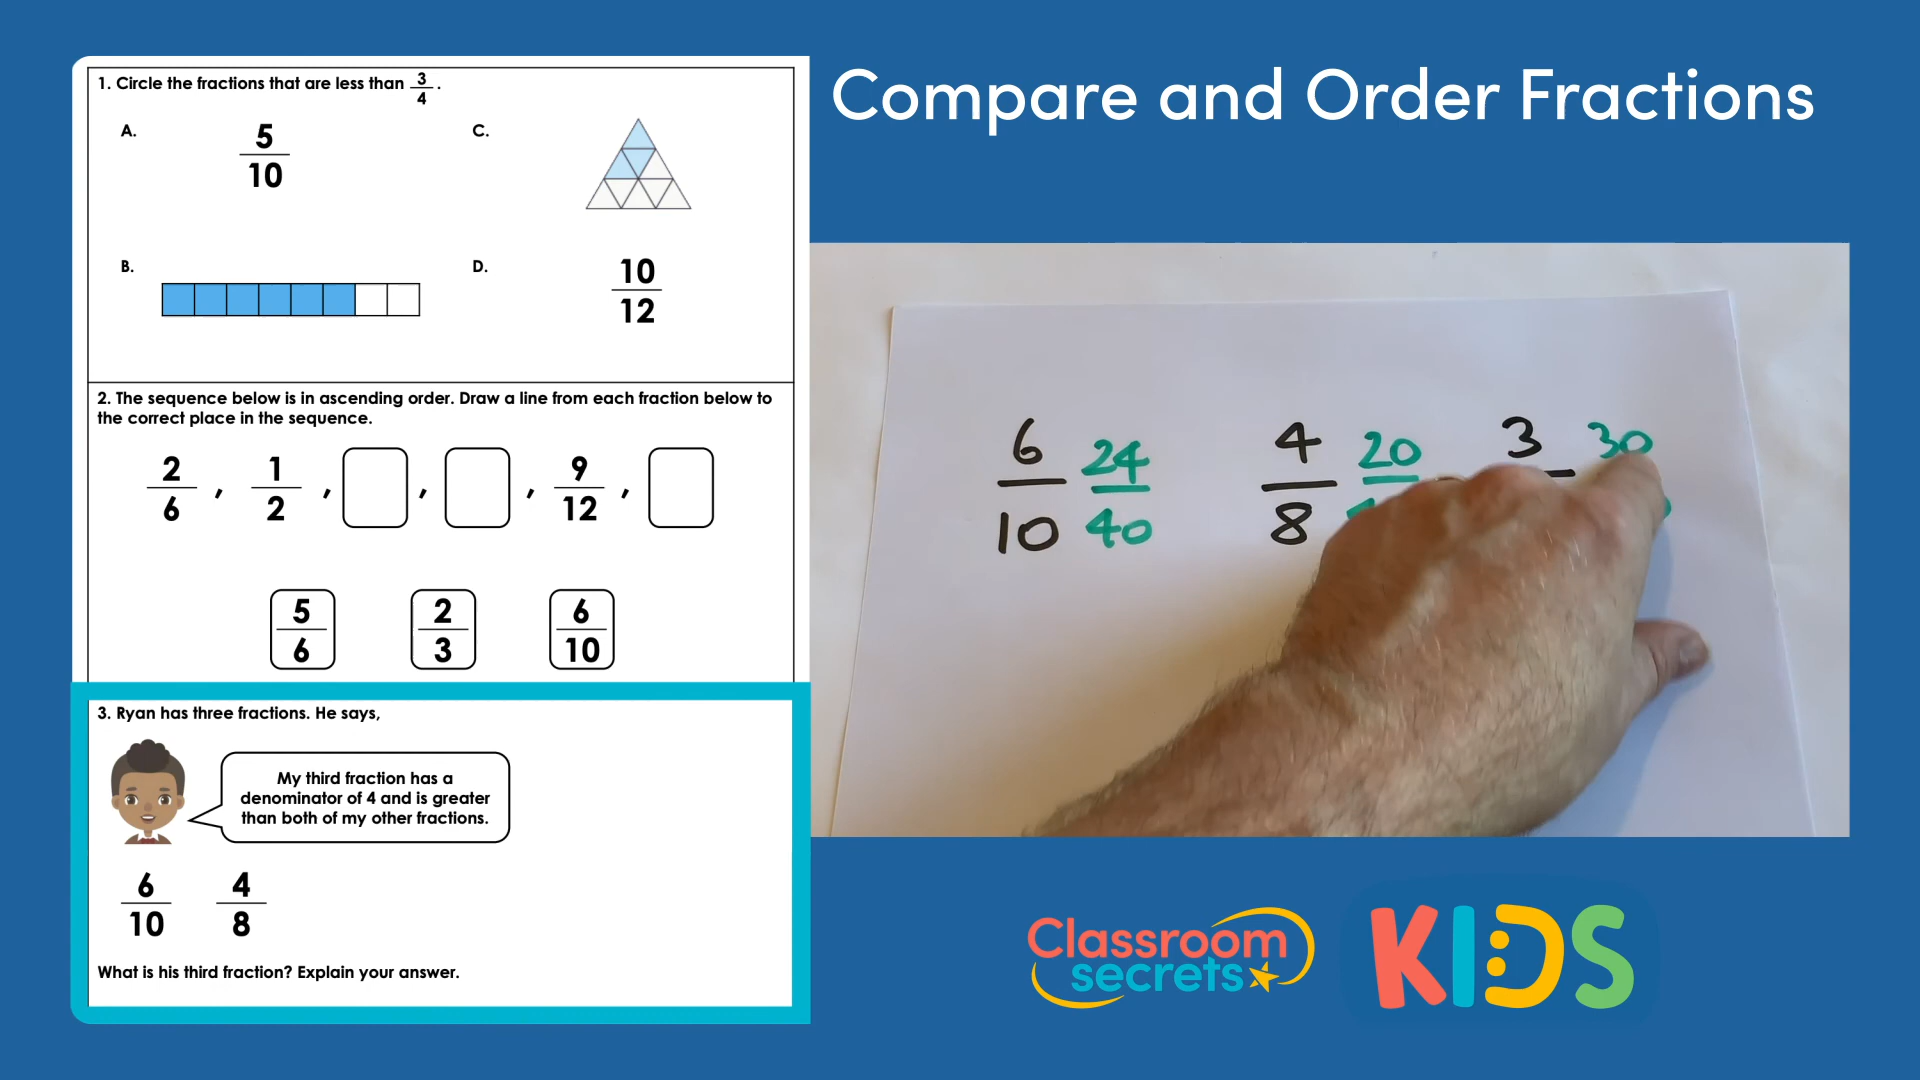 Compare and Order Fractions
1. Circle the fractions that are less than 3/4 .
A.
5
10
C.
B.
D.
10
12
2. The sequence below is in ascending order. Draw a line from each fraction below to
the correct place in the sequence.
2/6 , 1/2 , , , 9/12 ,
5/6 2/3 6/10
3. Ryan has three fractions. He says,
My third fraction has a
denominator of 4 and is greater
than both of my other fractions.
6/10 4/8
What is his third fraction? Explain your answer.
6 24 4 20 3 30
10 40 8
Classroom
secrets
KIDS